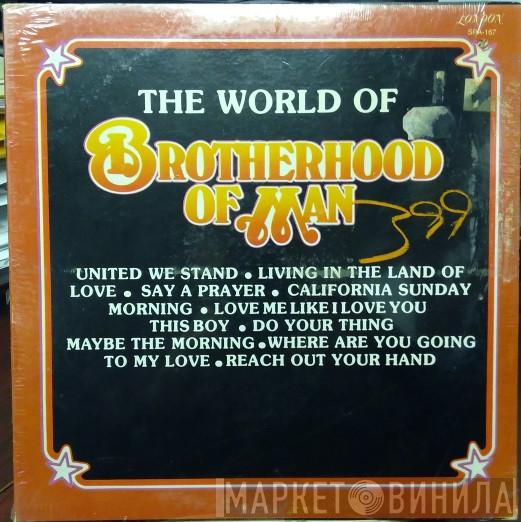 LONDON
SPA-167
THE WORLD OF
BROTHERHOOD
OF MAN
399
UNITED WE STAND • LIVING IN THE LAND OF
LOVE • SAY A PRAYER • CALIFORNIA SUNDAY
MORNING • LOVE ME LIKE I LOVE YOU
THIS BOY • DO YOUR THING
MAYBE THE MORNING • WHERE ARE YOU GOING
TO MY LOVE • REACH OUT YOUR HAND
МАРКЕТ ВИНИЛА